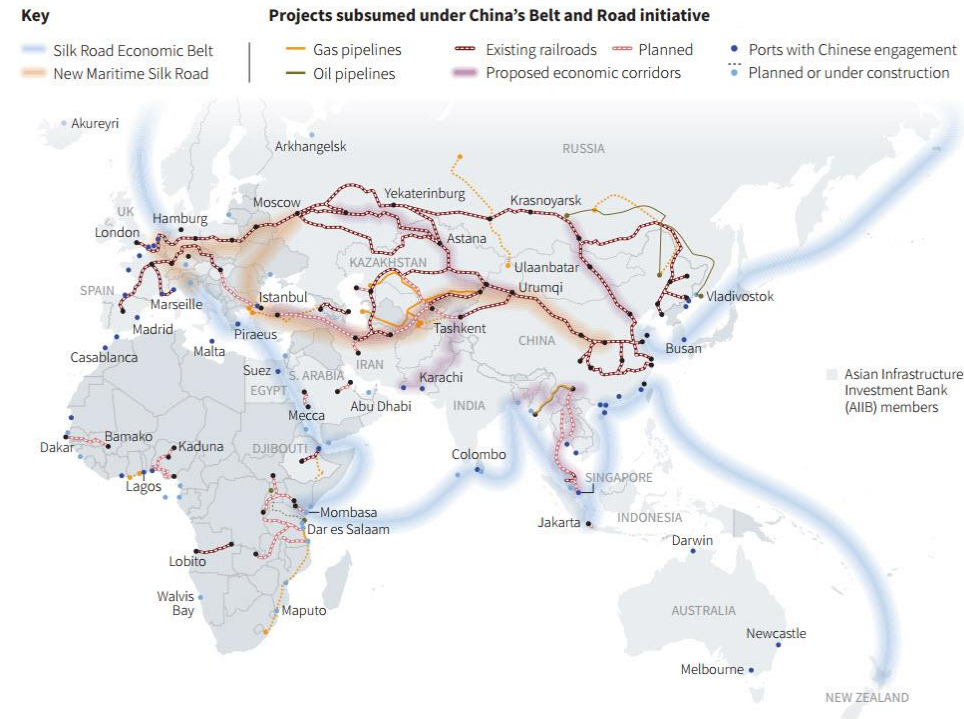 Key
Projects subsumed under China's Belt and Road initiative
Silk Road Economic Belt
New Maritime Silk Road
Gas pipelines
Oil pipelines
Existing railroads
Planned
Proposed economic corridors
Ports with Chinese engagement
Planned or under construction
Akureyri
Arkhangelsk
RUSSIA
UK
Hamburg
London
Moscow
Yekaterinburg
Krasnoyarsk
Astana
KAZAKHSTAN
Ulaanbatar
Urumqi
SPAIN
Marseille
Istanbul
Vladivostok
Madrid
Piraeus
Tashkent
CHINA
Busan
Casablanca
Malta
Suez
S. ARABIA
IRAN
Karachi
EGYPT
Abu Dhabi
INDIA
Mecca
Asian Infrastructure
Investment Bank
(AIIB) members
Dakar
Bamako
Kaduna
DJIBOUTI
Colombo
Lagos
SINGAPORE
Mombasa
INDONESIA
Jakarta
Dar es Salaam
Darwin
Lobito
Walvis
Bay
Maputo
AUSTRALIA
Newcastle
Melbourne
NEW ZEALAND